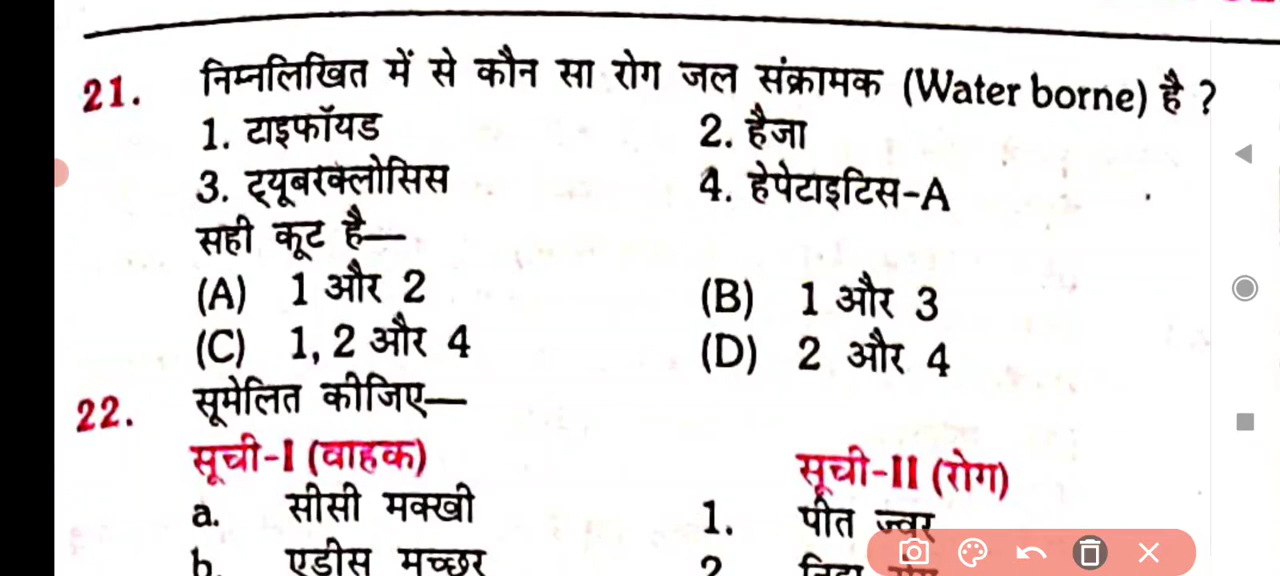 21. निम्नलिखित में से कौन सा रोग जल संक्रामक (Water borne) है ?
1. टाइफॉयड 2. हैजा
3. ट्यूबरक्लोसिस 4. हेपेटाइटिस-A
सही कूट है—
(A) 1 और 2 (B) 1 और 3
(C) 1, 2 और 4 (D) 2 और 4
22. सूमेलित कीजिए—
सूची-I (वाहक) सूची-II (रोग)
a. सीसी मक्खी 1. पीत ज्वर
b. एडीस मच्छर 2.